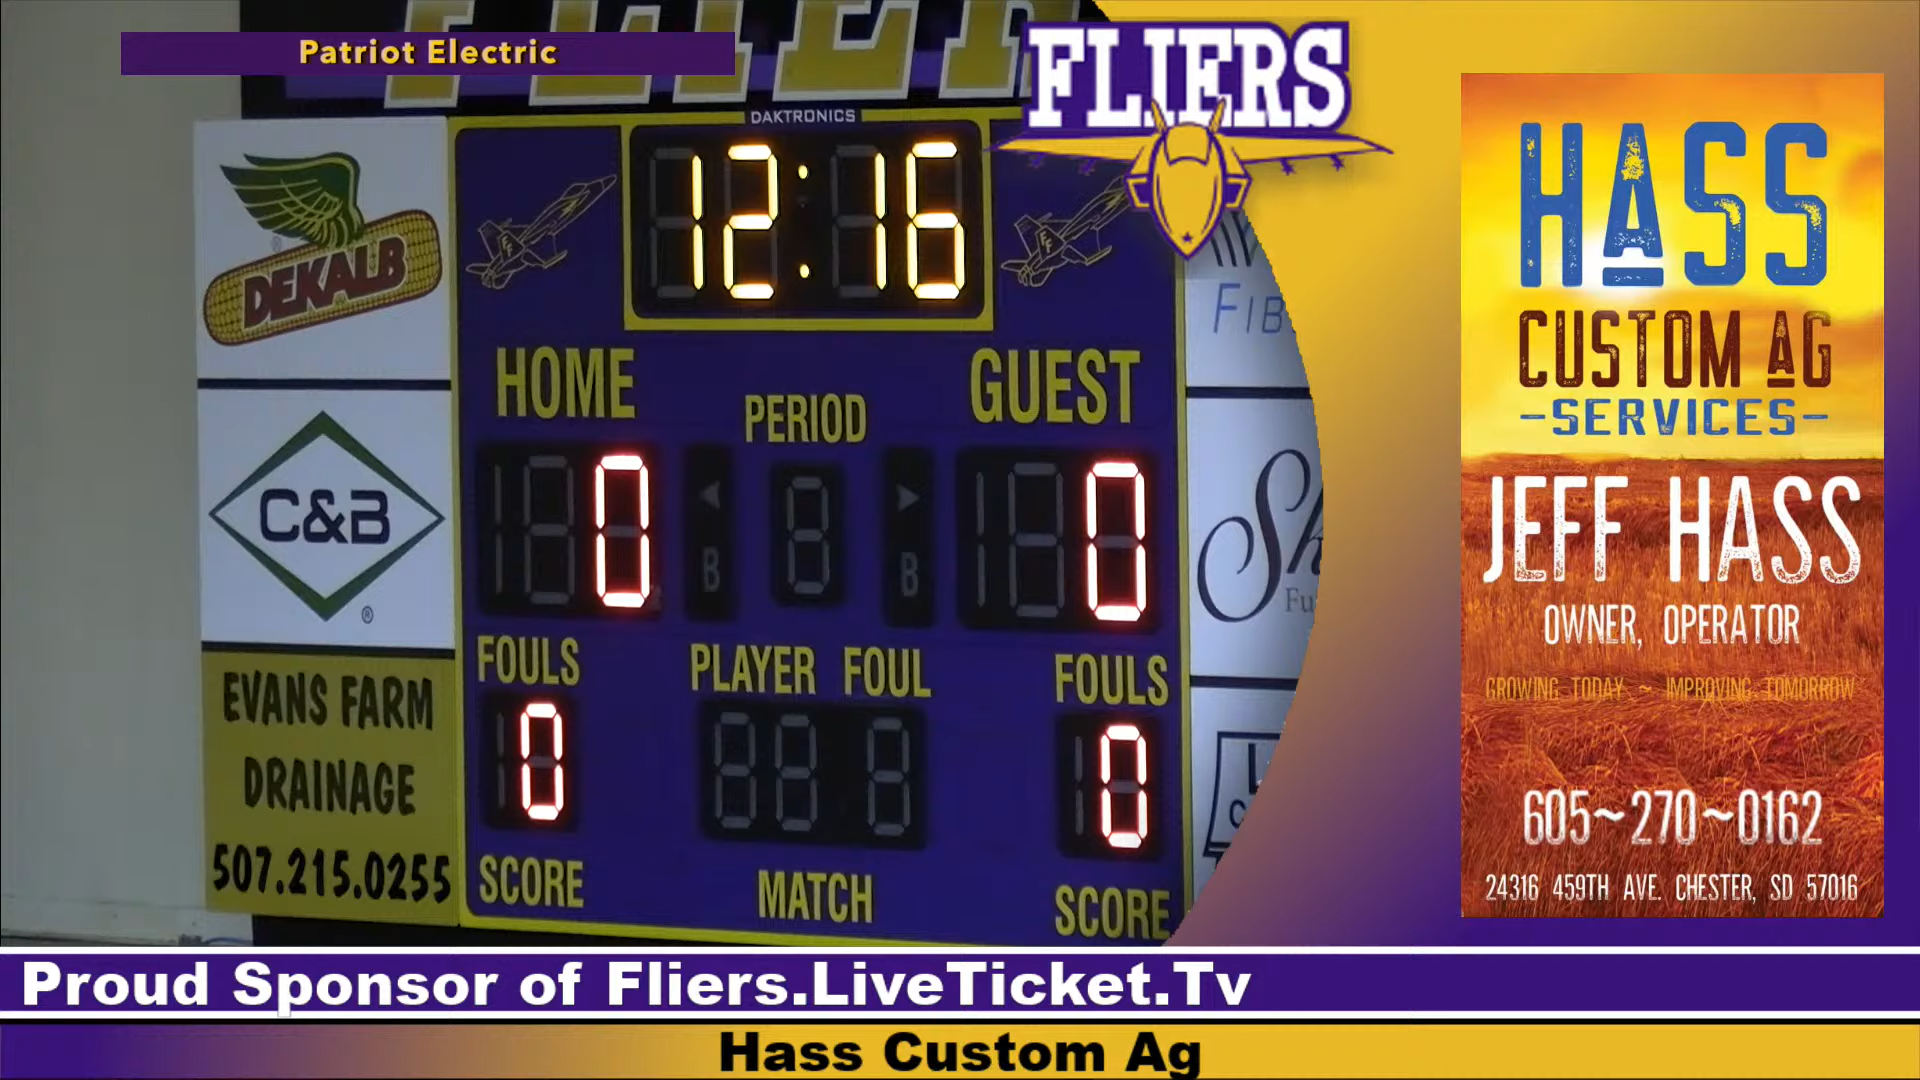 Patriot Electric
FLIERS
DAKTRONICS
12:16
DEKALB
HOME
PERIOD
GUEST
0
0
B
B
C&B
®
FOULS
PLAYER FOUL
FOULS
0
0
SCORE
MATCH
SCORE
EVANS FARM
DRAINAGE
507.215.0255
HASS
CUSTOM AG
-SERVICES-
JEFF HASS
OWNER, OPERATOR
GROWING TODAY ~ IMPROVING TOMORROW
605~270~0162
24316 459TH AVE. CHESTER, SD 57016
Proud Sponsor of Fliers.LiveTicket.Tv
Hass Custom Ag